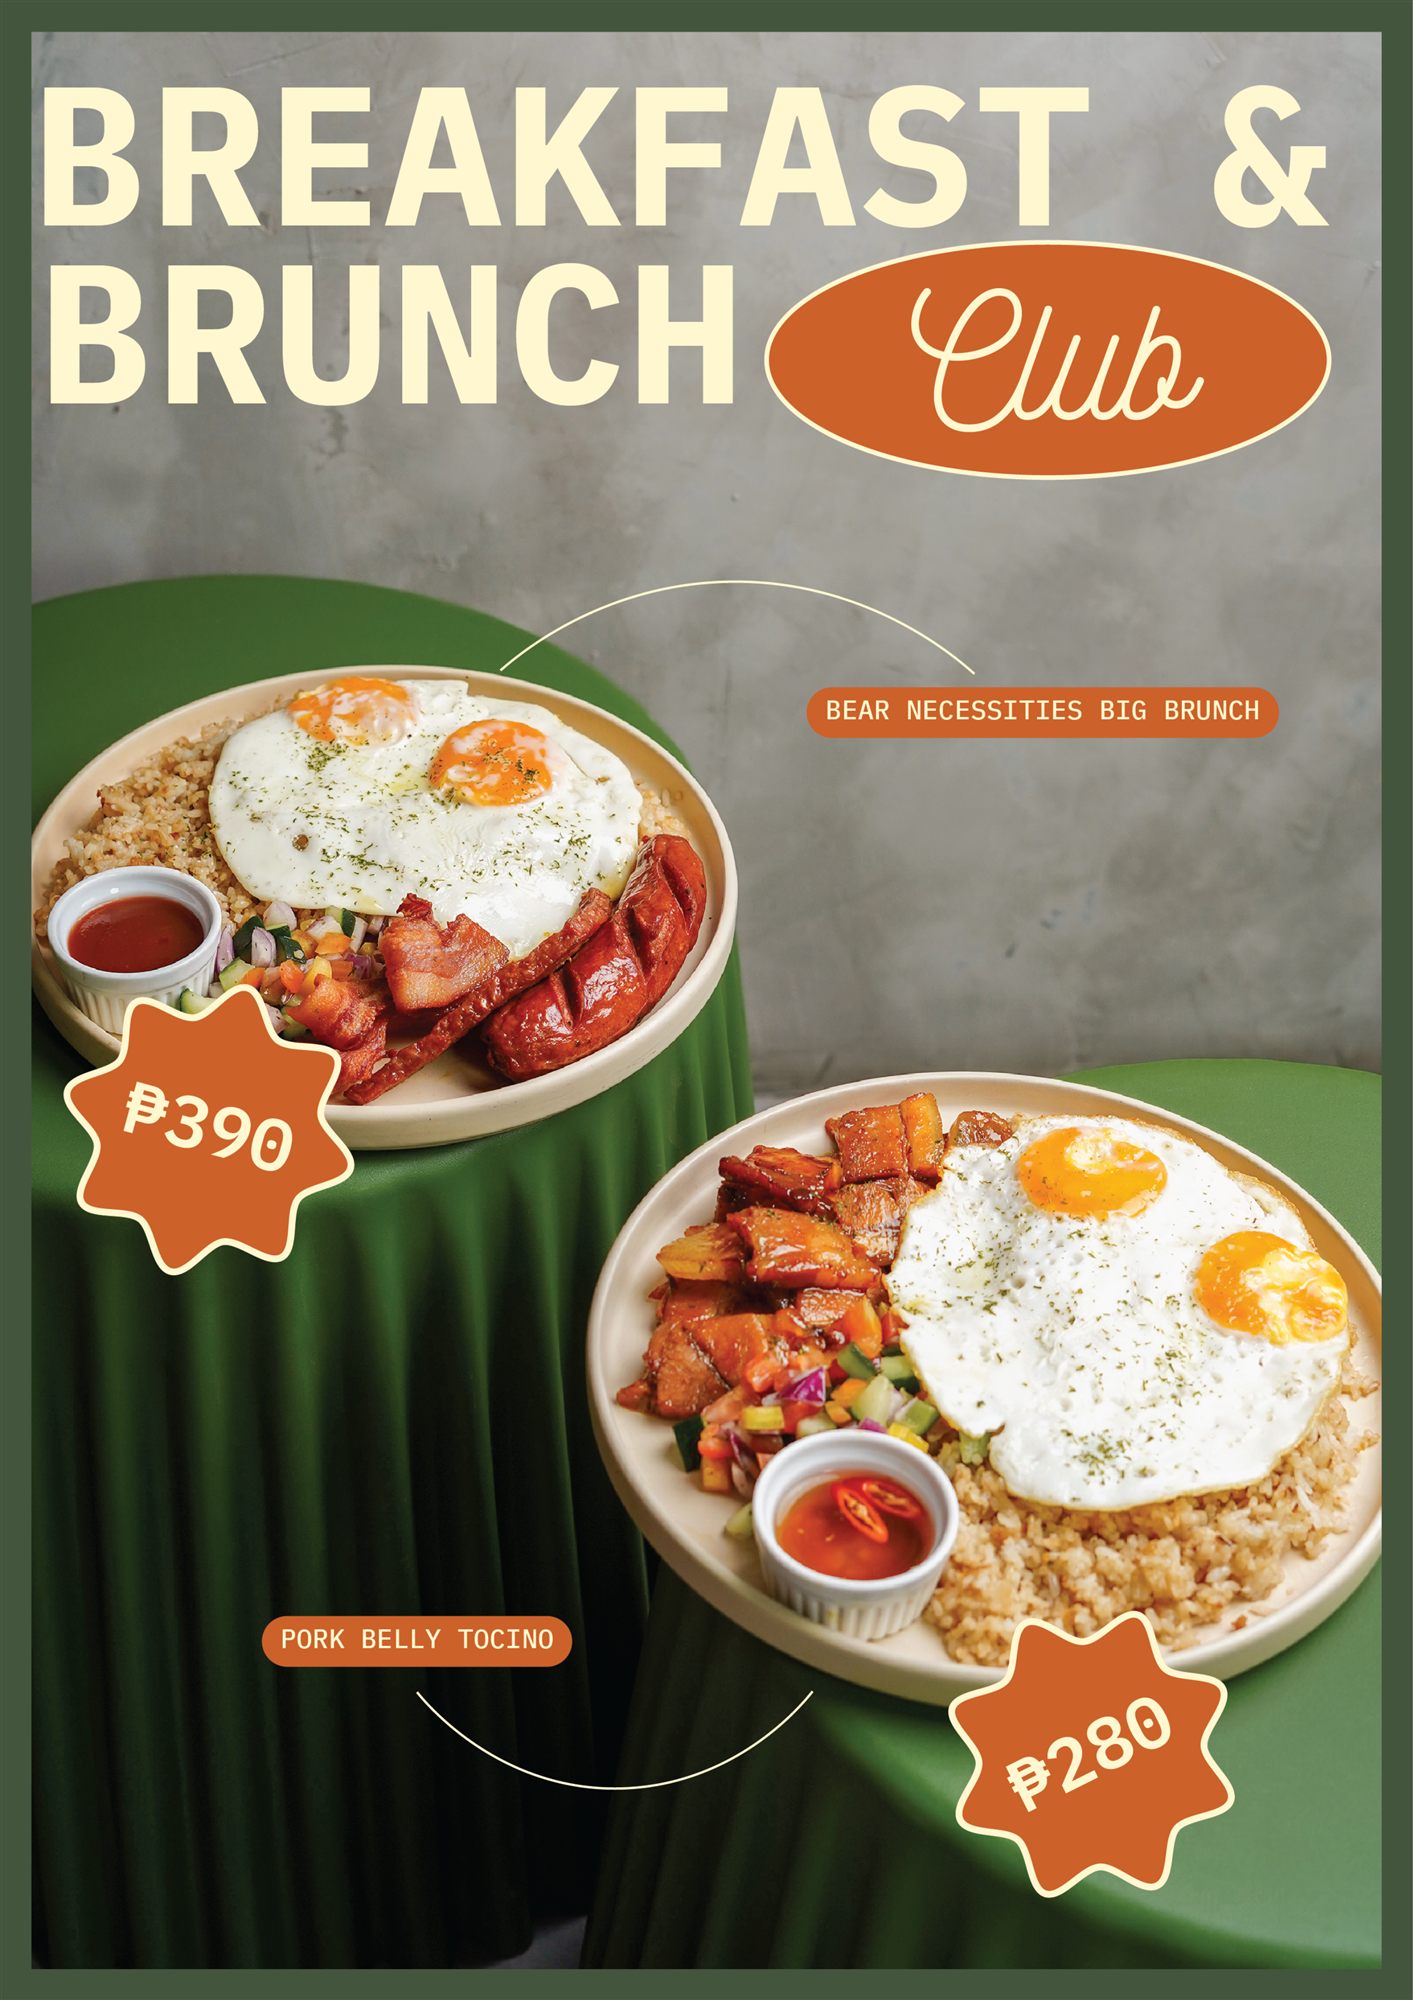 BREAKFAST &
BRUNCH Club
BEAR NECESSITIES BIG BRUNCH
₱390
PORK BELLY TOCINO
₱280